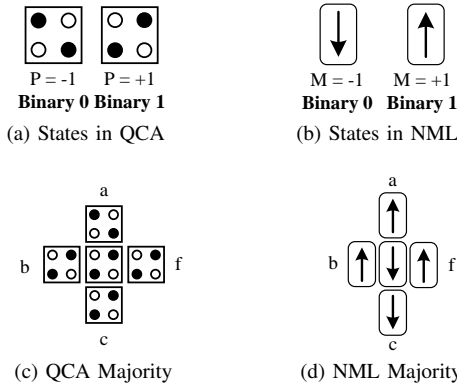 P = -1 P = +1
Binary 0 Binary 1
(a) States in QCA
M = -1 M = +1
Binary 0 Binary 1
(b) States in NML
a
b
f
c
(c) QCA Majority
a
b
f
c
(d) NML Majority